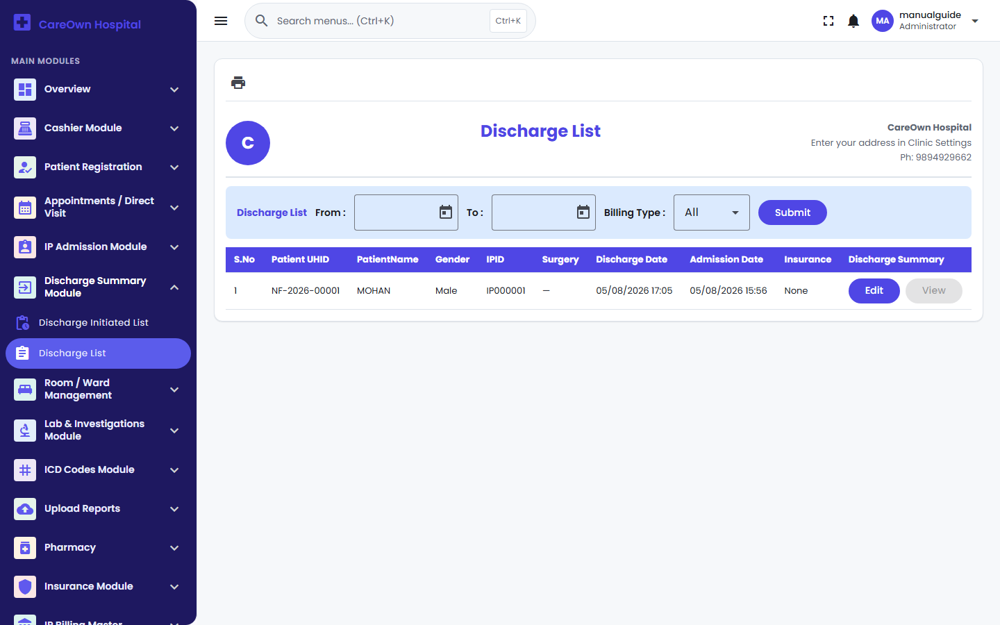 CareOwn Hospital
Search menus... (Ctrl+K)
Ctrl+K
MA
manualguide
Administrator
MAIN MODULES
Overview
Cashier Module
Patient Registration
Appointments / Direct
Visit
IP Admission Module
Discharge Summary
Module
Discharge Initiated List
Discharge List
Room / Ward
Management
Lab & Investigations
Module
ICD Codes Module
Upload Reports
Pharmacy
Insurance Module
IP Billing Master
C
Discharge List
CareOwn Hospital
Enter your address in Clinic Settings
Ph: 9894929662
Discharge List From : To : Billing Type : All Submit
S.No Patient UHID PatientName Gender IPID Surgery Discharge Date Admission Date Insurance Discharge Summary
1 NF-2026-00001 MOHAN Male IP000001 — 05/08/2026 17:05 05/08/2026 15:56 None Edit View